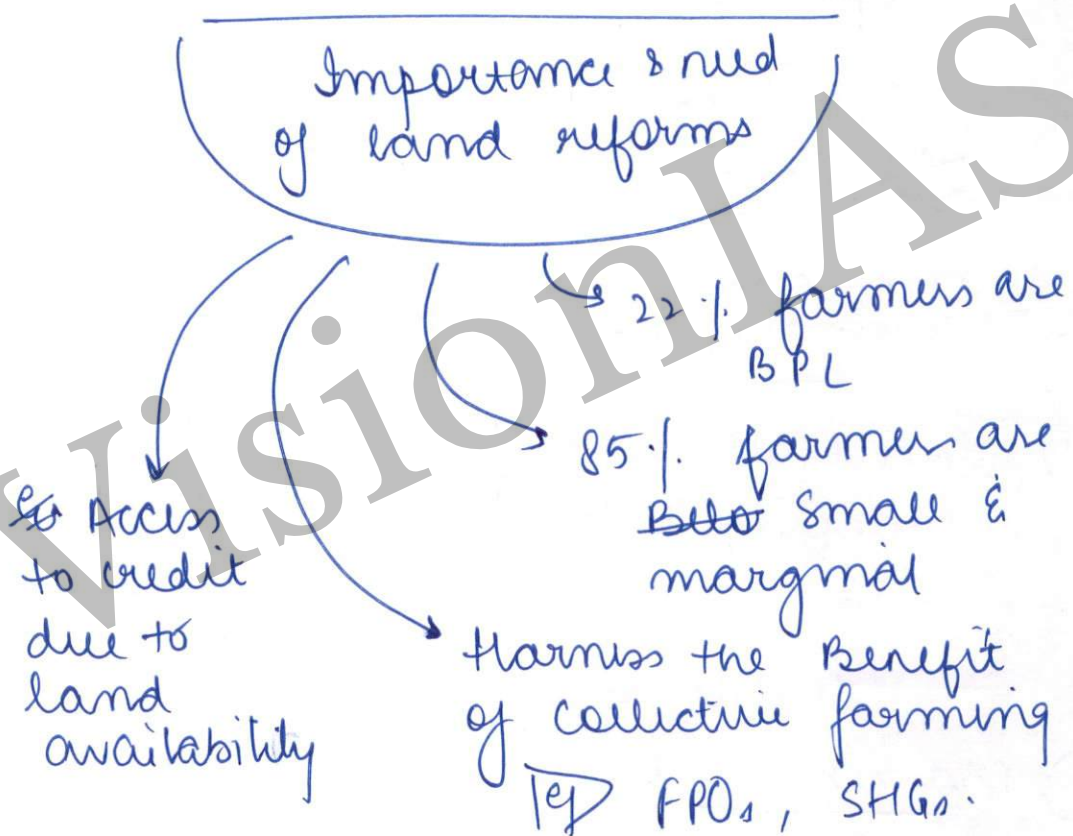 Importance & need
of land reforms
22% farmers are
BPL
85% farmers are
Small &
marginal
Harness the Benefit
of collective farming
eg FPOs, SHGs.
Access
to credit
due to
land
availability
VisionIAS